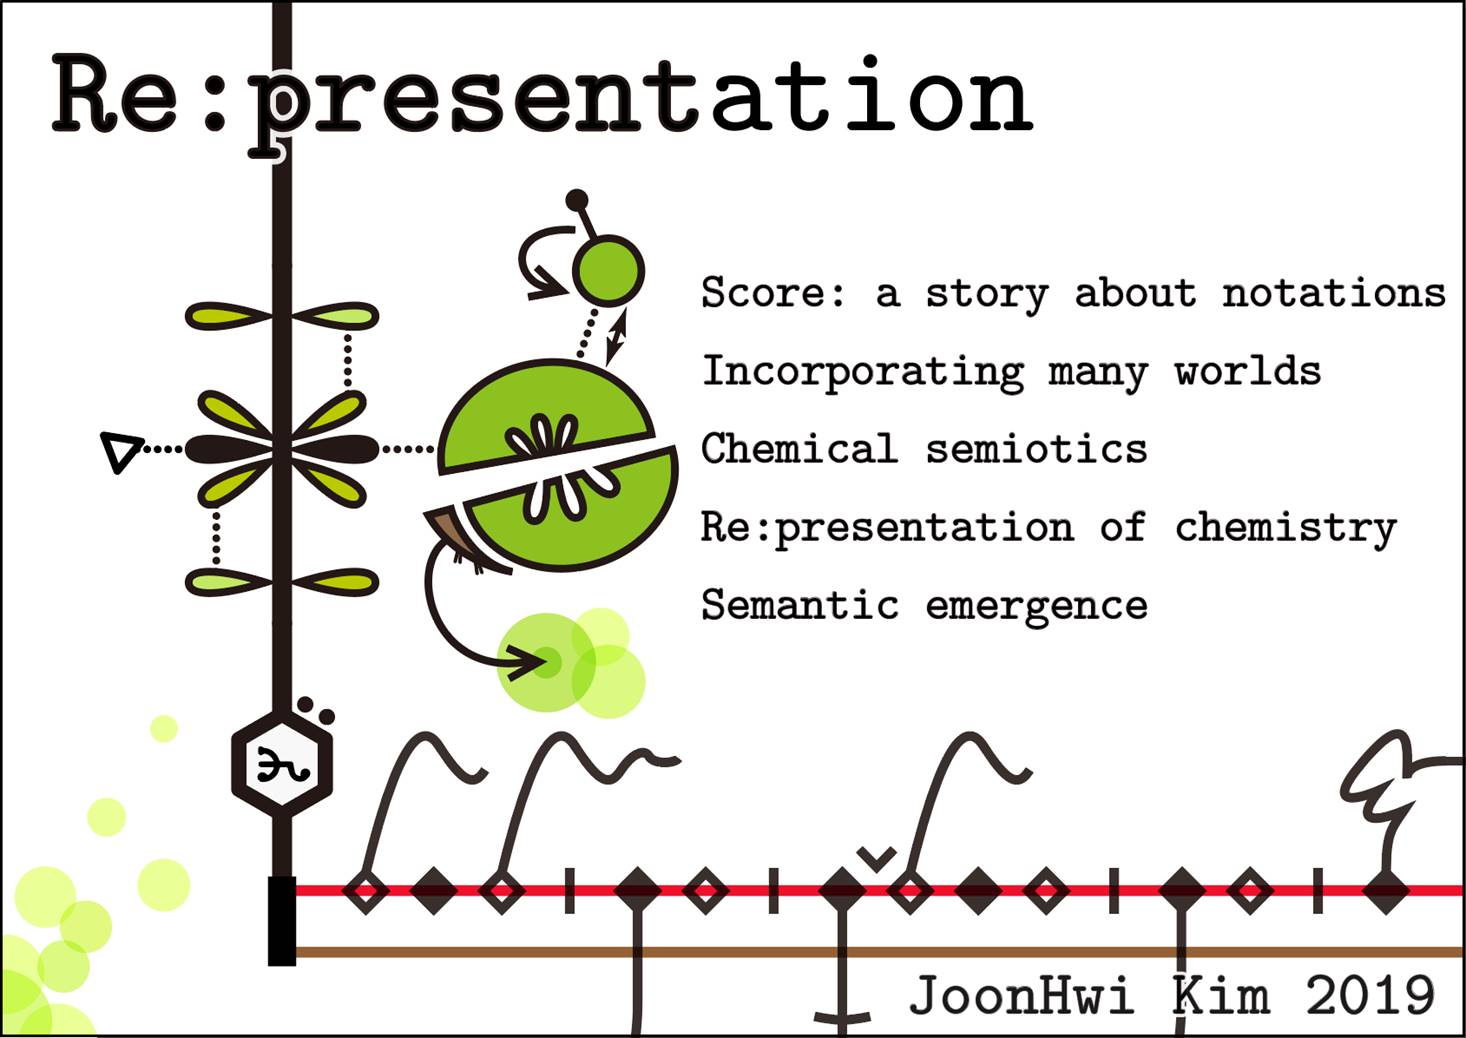 Re:presentation
Score: a story about notations
Incorporating many worlds
Chemical semiotics
Re:presentation of chemistry
Semantic emergence
JoonHwi Kim 2019